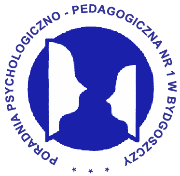 PORADNIA PSYCHOLOGICZNO - PEDAGOGICZNA NR 1 W BYDGOSZCZY
* * *